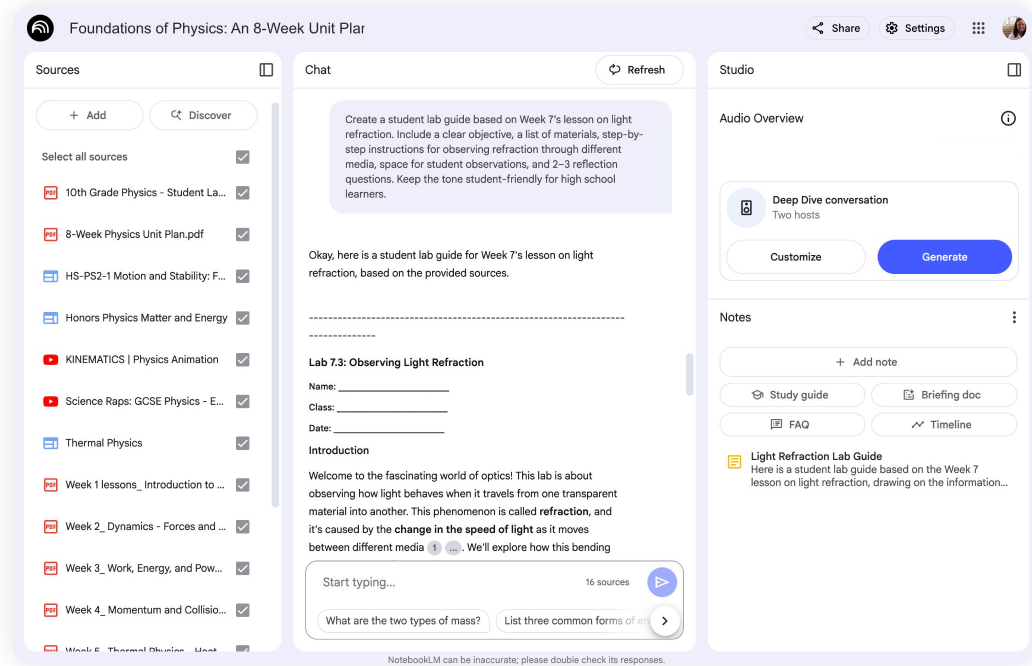 Foundations of Physics: An 8-Week Unit Plar
Share
Settings
Sources
Add
Discover
Select all sources
10th Grade Physics - Student La...
8-Week Physics Unit Plan.pdf
HS-PS2-1 Motion and Stability: F...
Honors Physics Matter and Energy
KINEMATICS | Physics Animation
Science Raps: GCSE Physics - E...
Thermal Physics
Week 1 lessons_ Introduction to ...
Week 2_ Dynamics - Forces and ...
Week 3_ Work, Energy, and Pow...
Week 4_ Momentum and Collisio...
Week 5_ Thermal Physics - Heat
Chat
Refresh
Create a student lab guide based on Week 7's lesson on light
refraction. Include a clear objective, a list of materials, step-by-
step instructions for observing refraction through different
media, space for student observations, and 2–3 reflection
questions. Keep the tone student-friendly for high school
learners.
Okay, here is a student lab guide for Week 7's lesson on light
refraction, based on the provided sources.
--------------------------------------------------------------------
--------------
Lab 7.3: Observing Light Refraction
Name: ____________________
Class: ____________________
Date: ____________________
Introduction
Welcome to the fascinating world of optics! This lab is about
observing how light behaves when it travels from one transparent
material into another. This phenomenon is called refraction, and
it's caused by the change in the speed of light as it moves
between different media 1 ... . We'll explore how this bending
Start typing...
16 sources
What are the two types of mass?
List three common forms of en
NotebookLM can be inaccurate; please double check its responses.
Studio
Audio Overview
Deep Dive conversation
Two hosts
Customize
Generate
Notes
Add note
Study guide
Briefing doc
FAQ
Timeline
Light Refraction Lab Guide
Here is a student lab guide based on the Week 7
lesson on light refraction, drawing on the information...